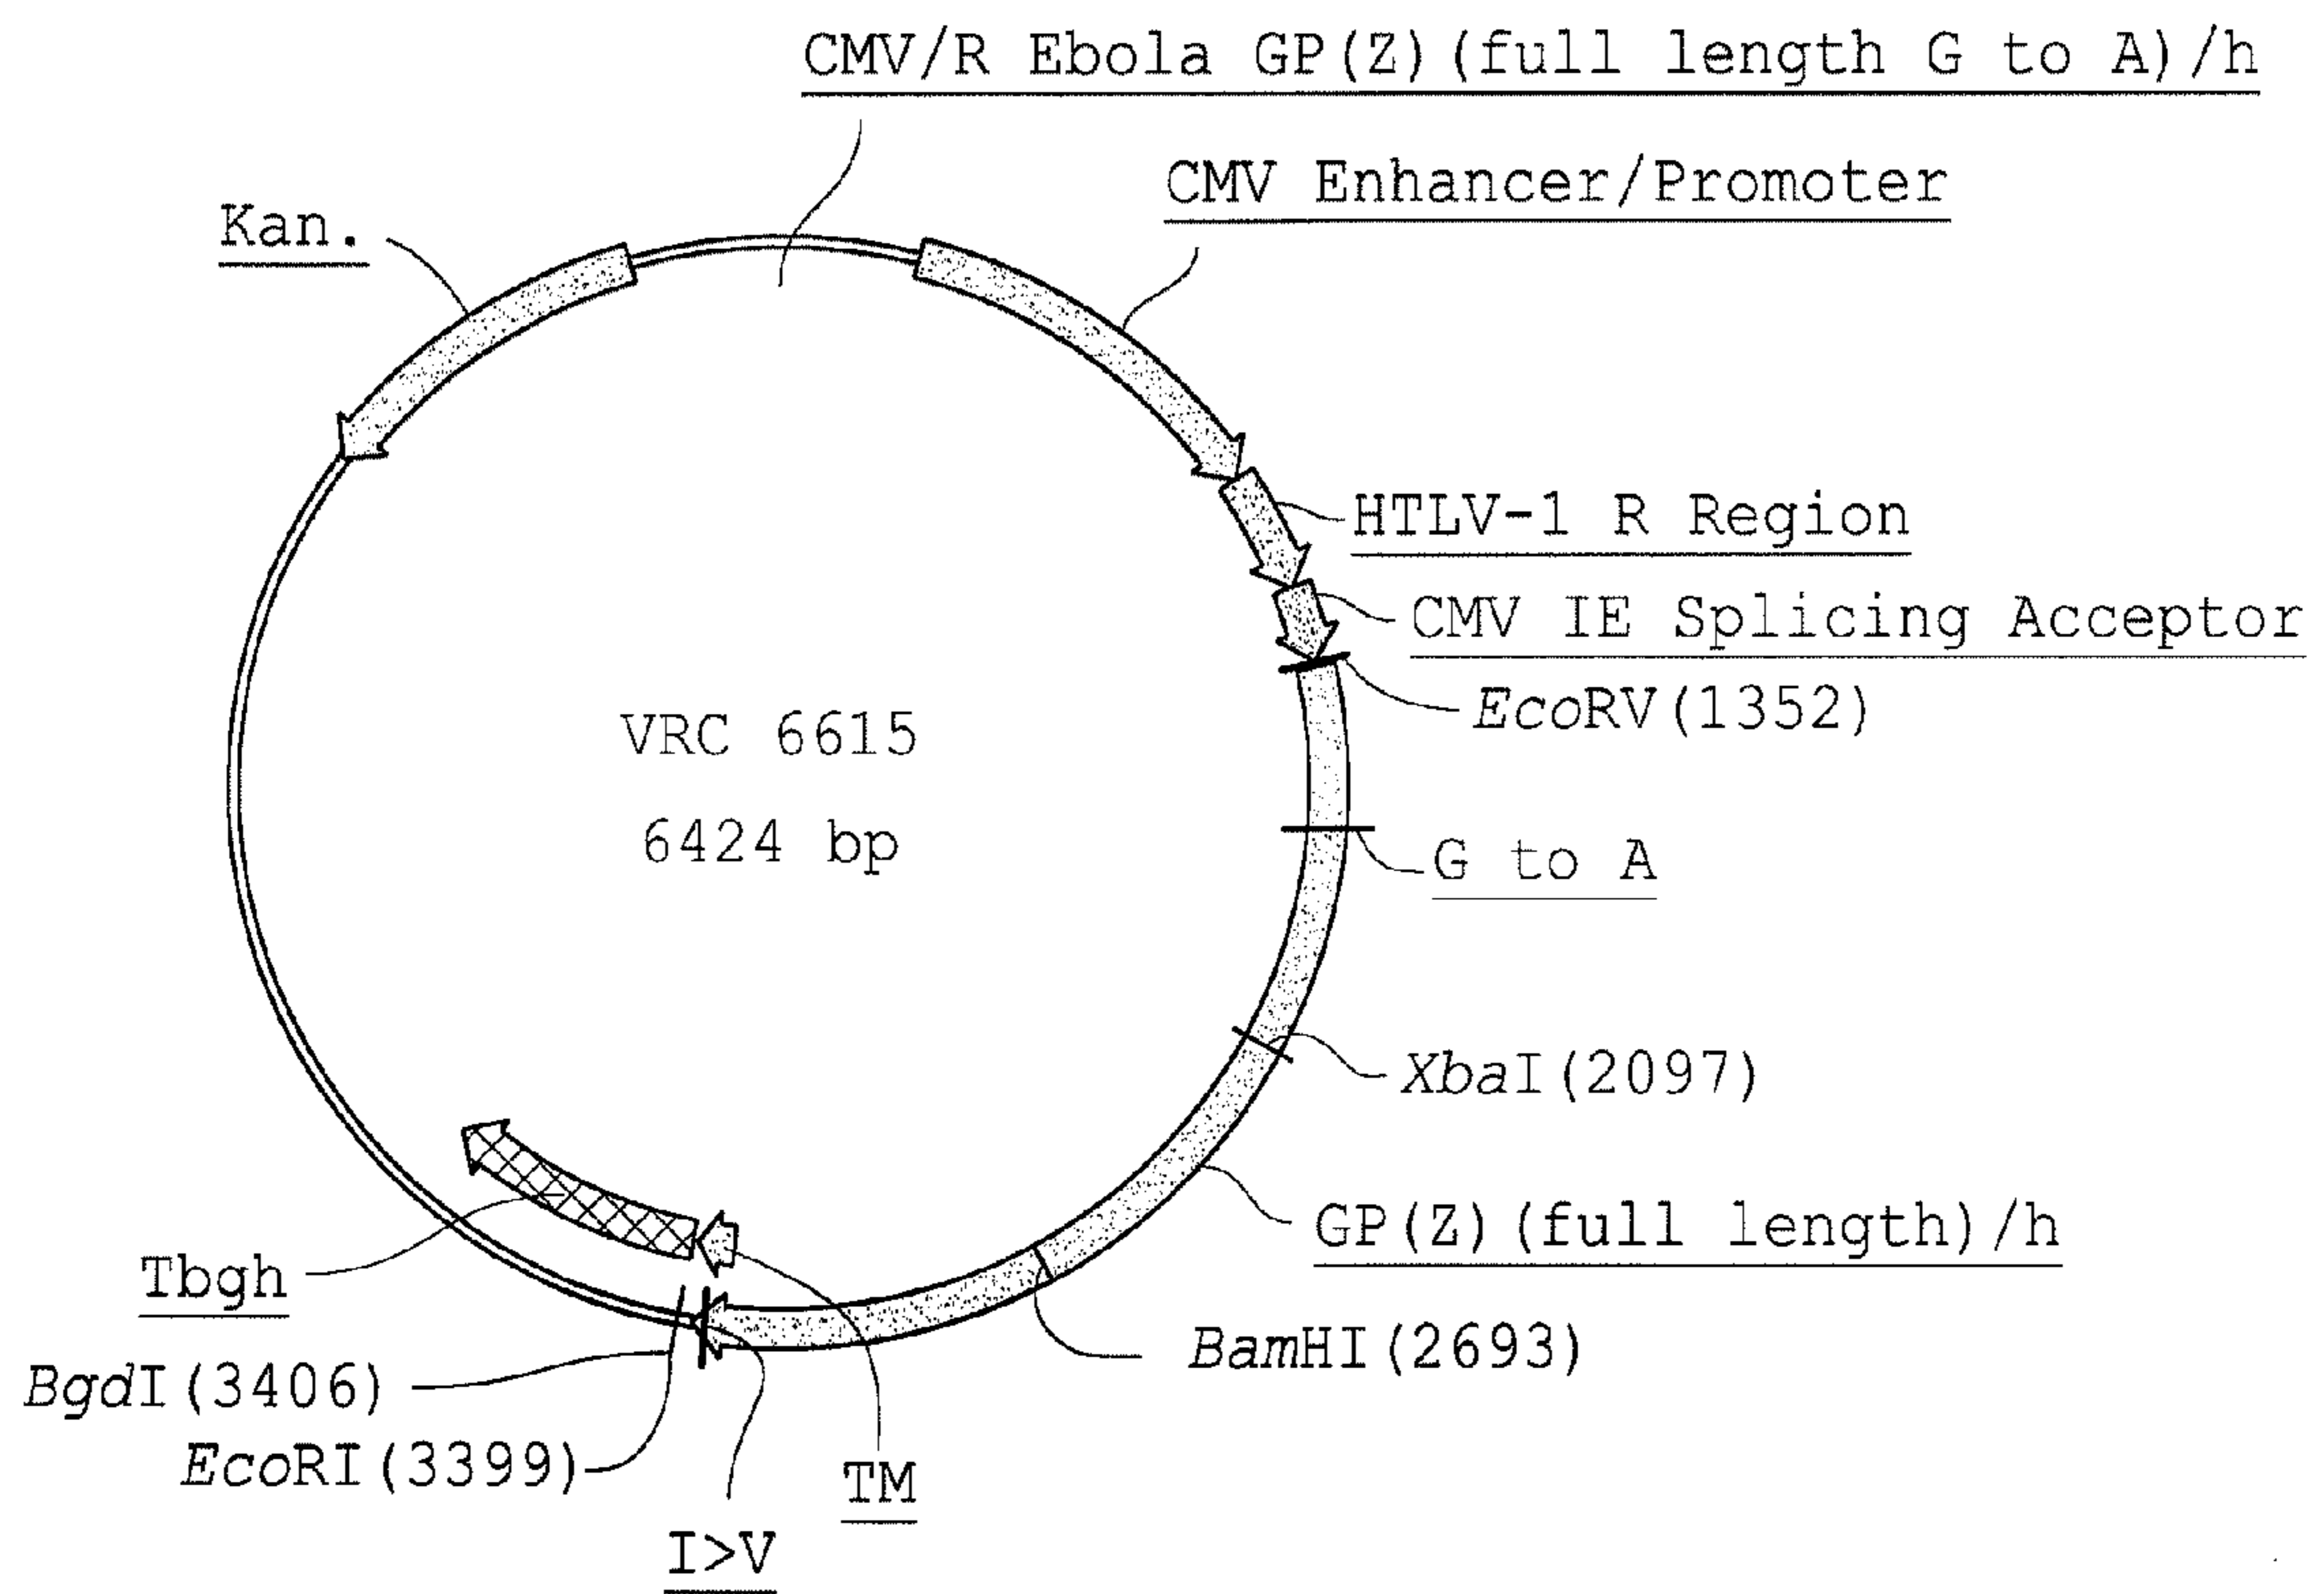 CMV/R Ebola GP(Z)(full length G to A)/h
CMV Enhancer/Promoter
Kan.
HTLV-1 R Region
CMV IE Splicing Acceptor
EcoRV(1352)
VRC 6615
6424 bp
G to A
XbaI(2097)
GP(Z)(full length)/h
Tbgh
BamHI(2693)
BgdI(3406)
EcoRI(3399)
TM
I>V